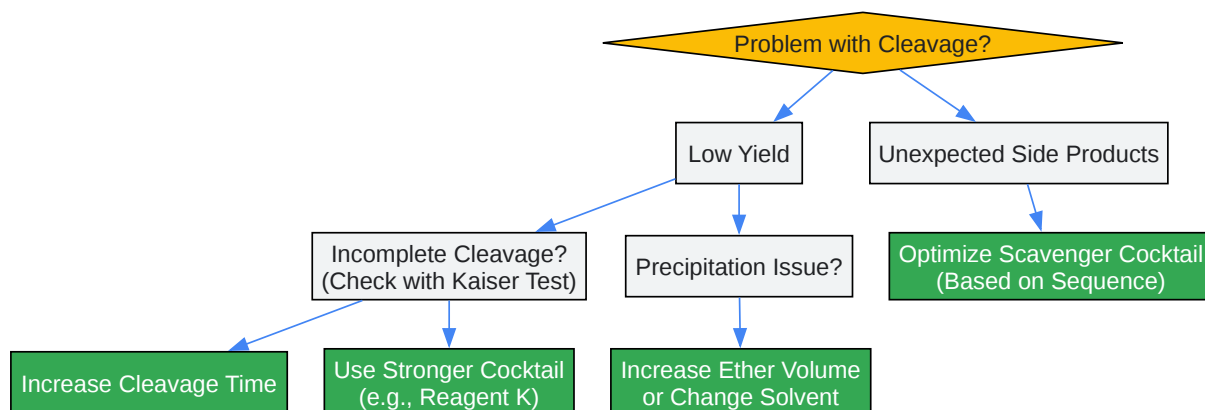 Problem with Cleavage?
Low Yield
Unexpected Side Products
Incomplete Cleavage?
(Check with Kaiser Test)
Precipitation Issue?
Optimize Scavenger Cocktail
(Based on Sequence)
Increase Cleavage Time
Use Stronger Cocktail
(e.g., Reagent K)
Increase Ether Volume
or Change Solvent